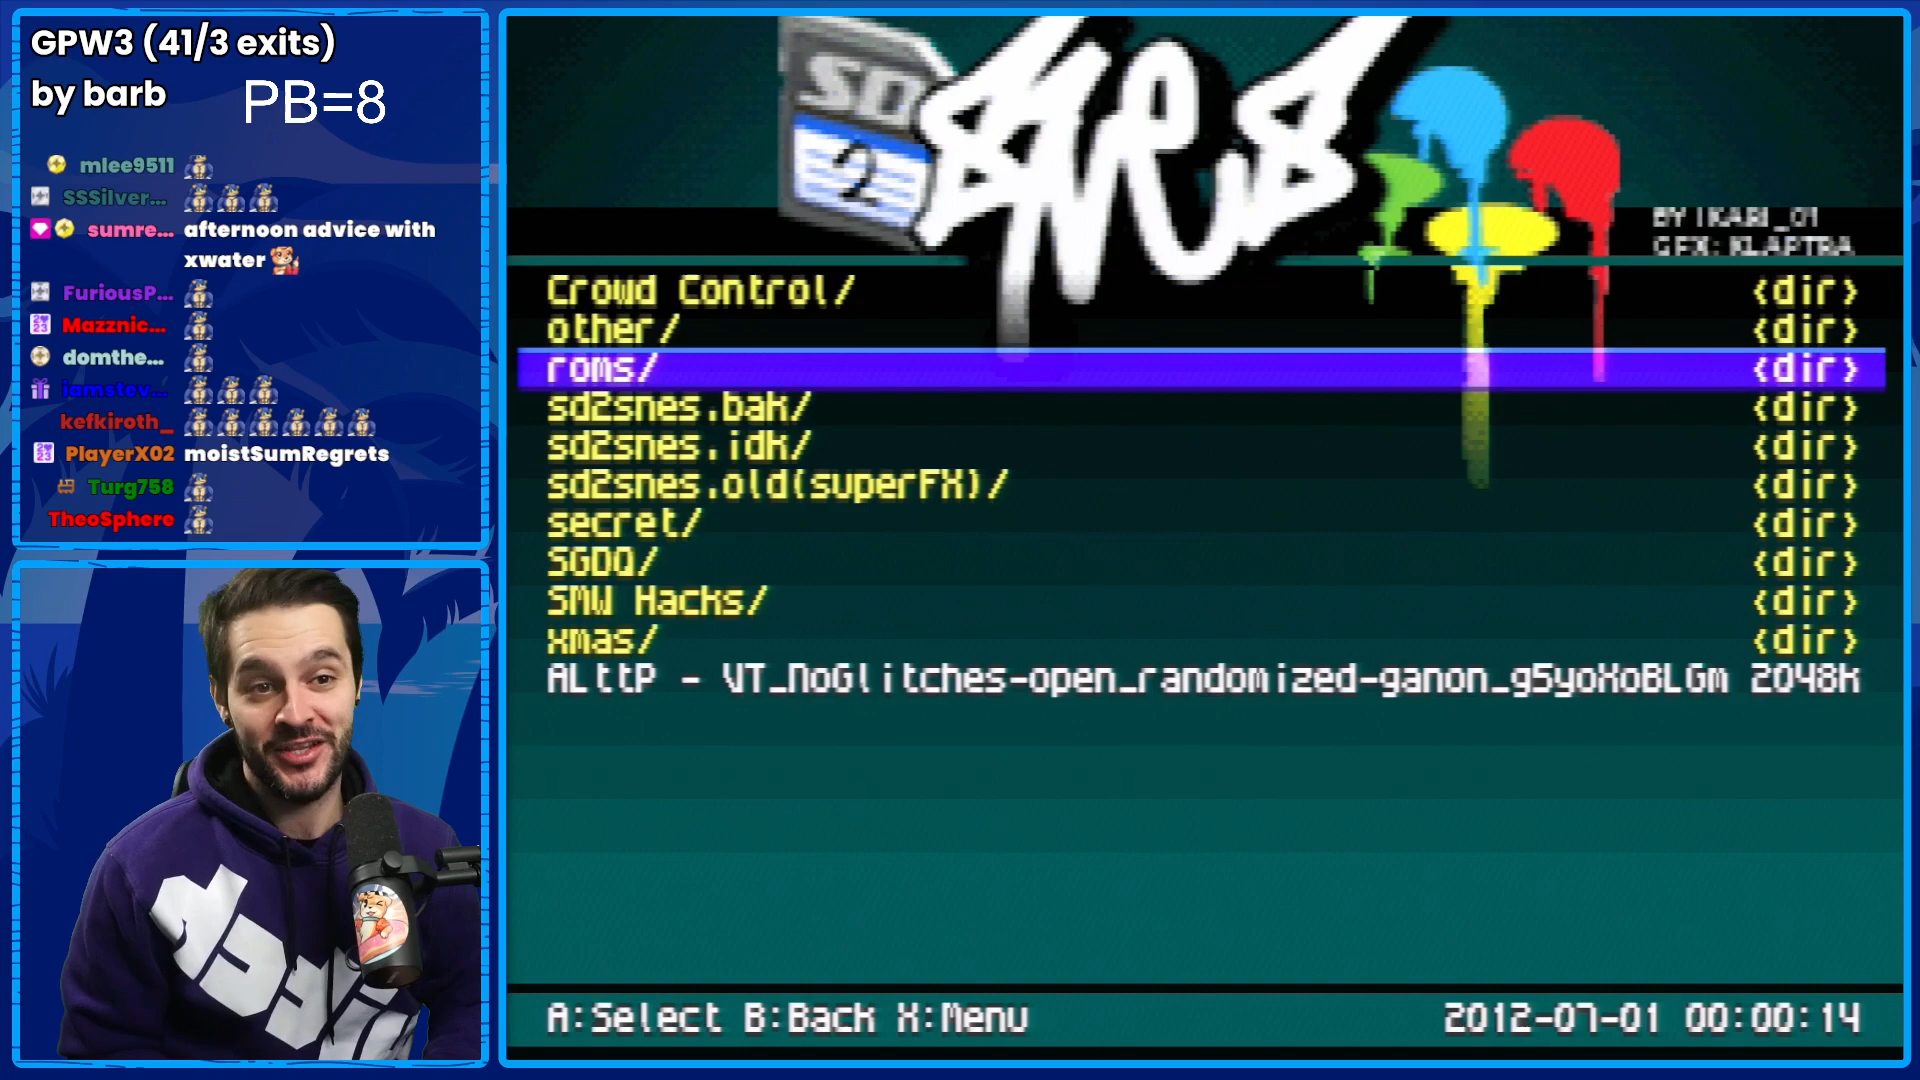 GPW3 (41/3 exits)
by barb
PB=8
mlee9511
SSSilver...
sumre... afternoon advice with
xwater
FuriousP...
Mazznic...
domthe...
iamstev...
kefkiroth_
PlayerX02 moistSumRegrets
Turg758
TheoSphere
SD
2
SNES
BY IKARI_01
GFX: KLAPTRA
Crowd Control/ <dir>
other/ <dir>
roms/ <dir>
sd2snes.bak/ <dir>
sd2snes.idk/ <dir>
sd2snes.old(superFX)/ <dir>
secret/ <dir>
SGDQ/ <dir>
SMW Hacks/ <dir>
xmas/ <dir>
ALttP - VT_NoGlitches-open_randomized-ganon_g5yoXoBLGm 2048k
A:Select B:Back X:Menu 2012-07-01 00:00:14